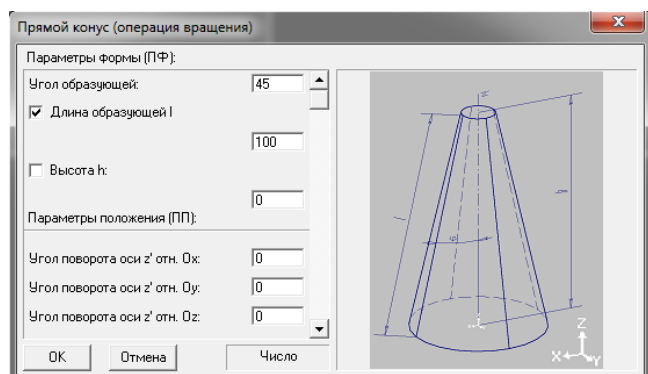 Прямой конус (операция вращения)
Параметры формы (ПФ):
Угол образующей: 45
Длина образующей l
100
Высота h:
0
Параметры положения (ПП):
Угол поворота оси z' отн. Ox: 0
Угол поворота оси z' отн. Oy: 0
Угол поворота оси z' отн. Oz: 0
OK Отмена Число
l
h
Z
X Y